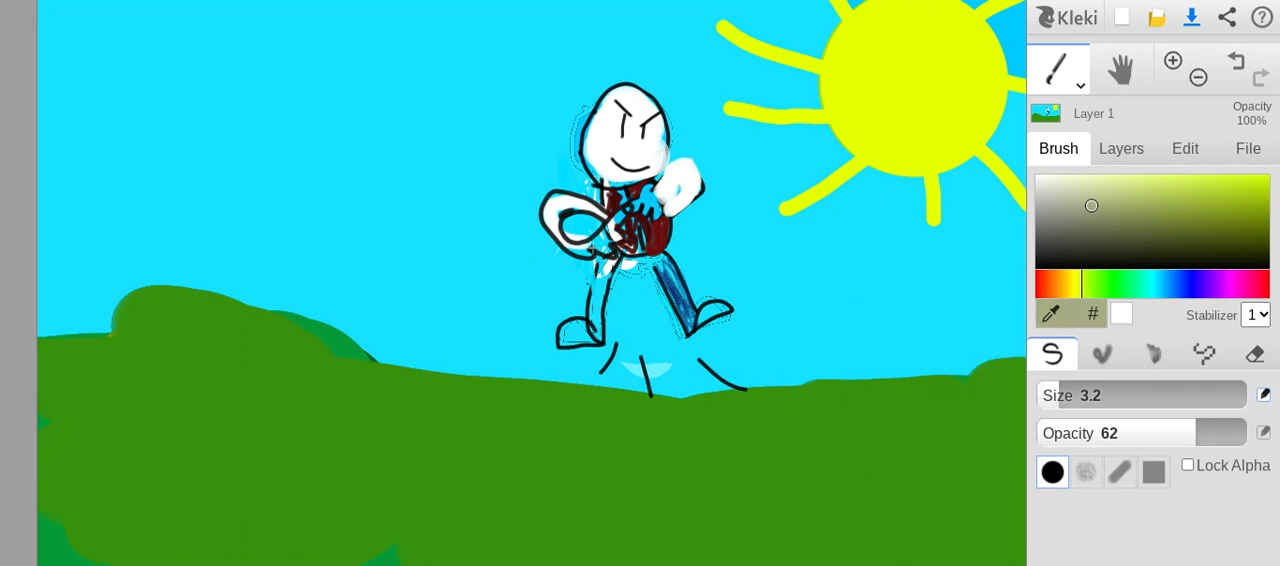 Kleki
Layer 1
Opacity
100%
Brush
Layers
Edit
File
#
Stabilizer
1
Size 3.2
Opacity 62
Lock Alpha